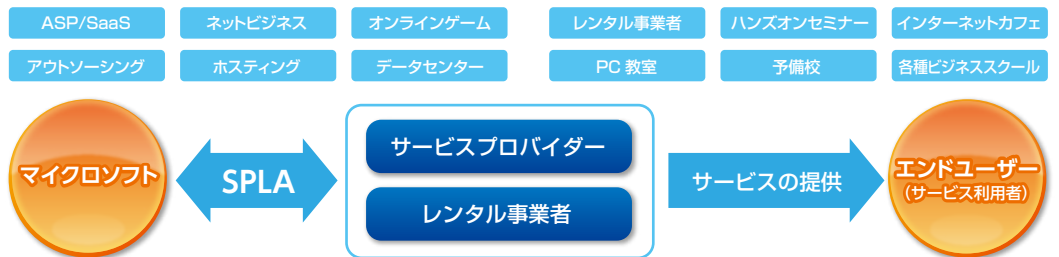 ASP/SaaS
ネットビジネス
オンラインゲーム
レンタル事業者
ハンズオンセミナー
インターネットカフェ
アウトソーシング
ホスティング
データセンター
PC 教室
予備校
各種ビジネススクール
マイクロソフト
SPLA
サービスプロバイダー
レンタル事業者
サービスの提供
エンドユーザー
(サービス利用者)